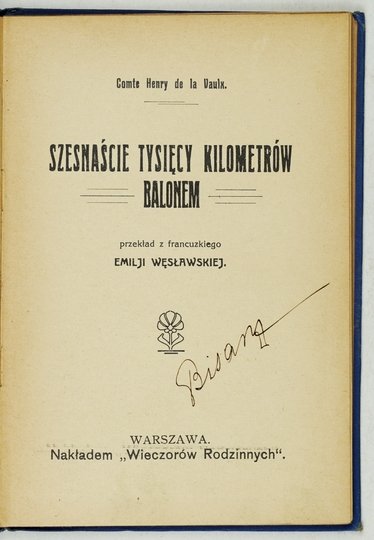 Comte Henry de la Vaulx.
SZESNAŚCIE TYSIĘCY KILOMETRÓW
BALONEM
przekład z francuzkiego
EMILJI WĘSŁAWSKIEJ.
WARSZAWA.
Nakładem „Wieczorów Rodzinnych".